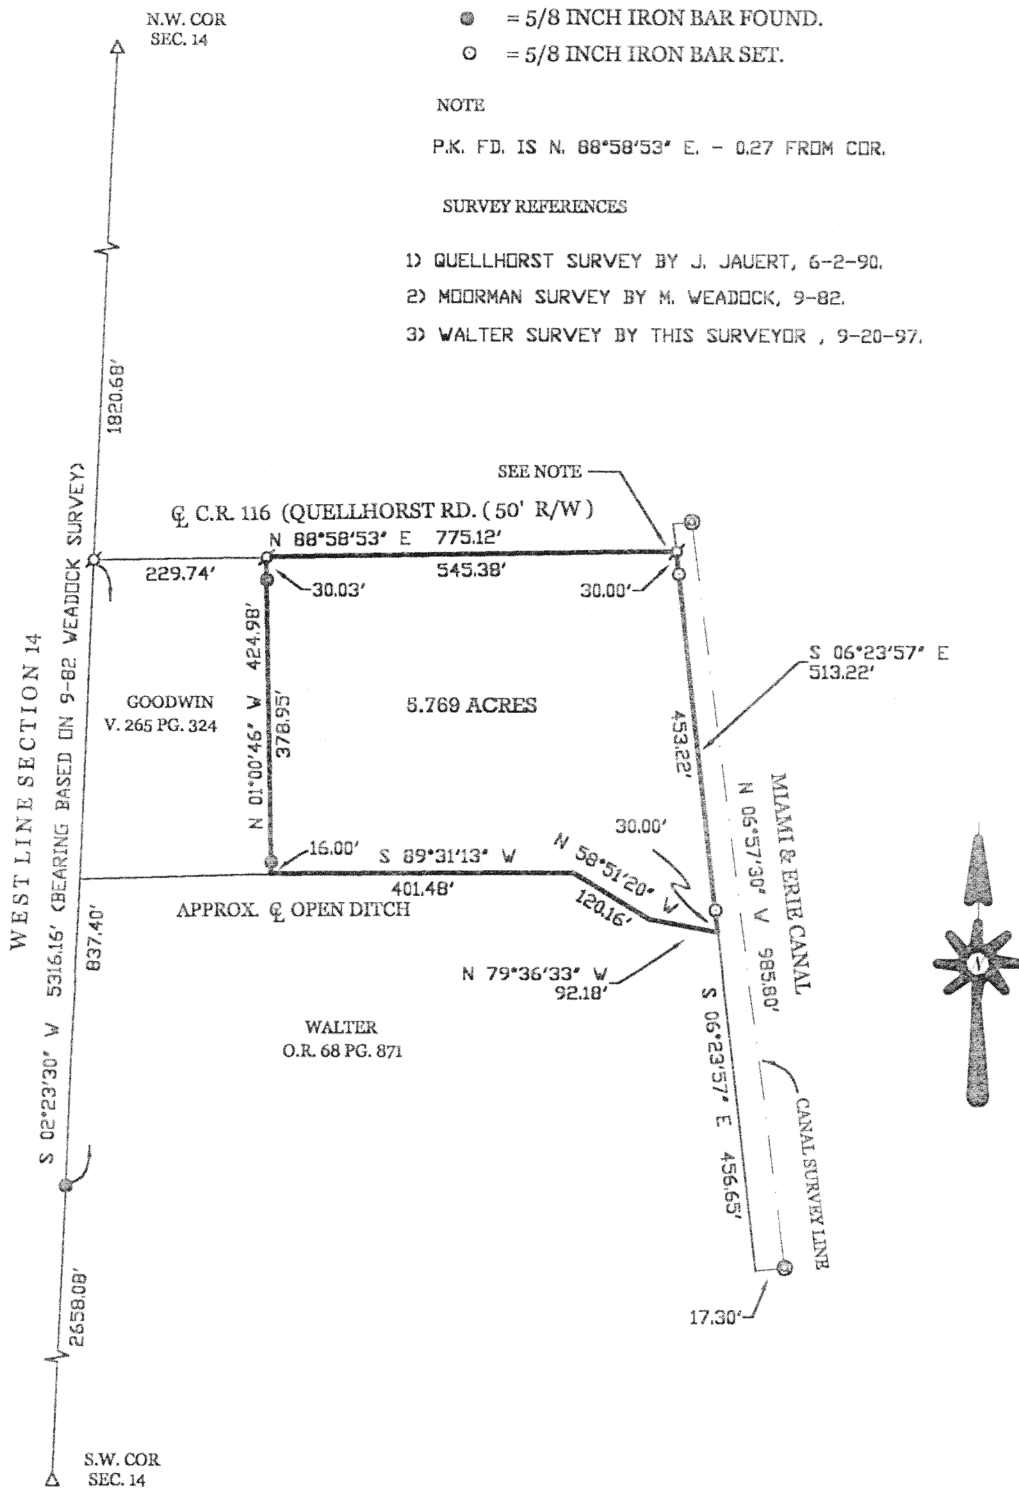 N.W. COR
SEC. 14
= 5/8 INCH IRON BAR FOUND.
= 5/8 INCH IRON BAR SET.
NOTE
P.K. FD. IS N. 88°58'53" E. - 0.27 FROM COR.
SURVEY REFERENCES
1) QUELLHORST SURVEY BY J. JAUERT, 6-2-90.
2) MOORMAN SURVEY BY M. WEADOCK, 9-82.
3) WALTER SURVEY BY THIS SURVEYOR , 9-20-97.
1820.68'
SEE NOTE
℄ C.R. 116 (QUELLHORST RD. ( 50' R/W )
N 88°58'53" E 775.12'
229.74'
545.38'
30.03'
30.00'
WEST LINE SECTION 14
S 02°23'30" W 5316.16' (BEARING BASED ON 9-82 WEADOCK SURVEY)
GOODWIN
V. 265 PG. 324
N 01°00'46" W 424.98'
378.95'
5.769 ACRES
S 06°23'57" E
513.22'
453.22'
MIAMI & ERIE CANAL
N 06°57'30" W 985.80'
30.00'
16.00'
S 89°31'13" W
401.48'
N 58°51'20" W
120.16'
APPROX. ℄ OPEN DITCH
837.40'
N 79°36'33" W
92.18'
N
WALTER
O.R. 68 PG. 871
S 06°23'57" E 456.65'
CANAL SURVEY LINE
17.30'
2658.08'
S.W. COR
SEC. 14